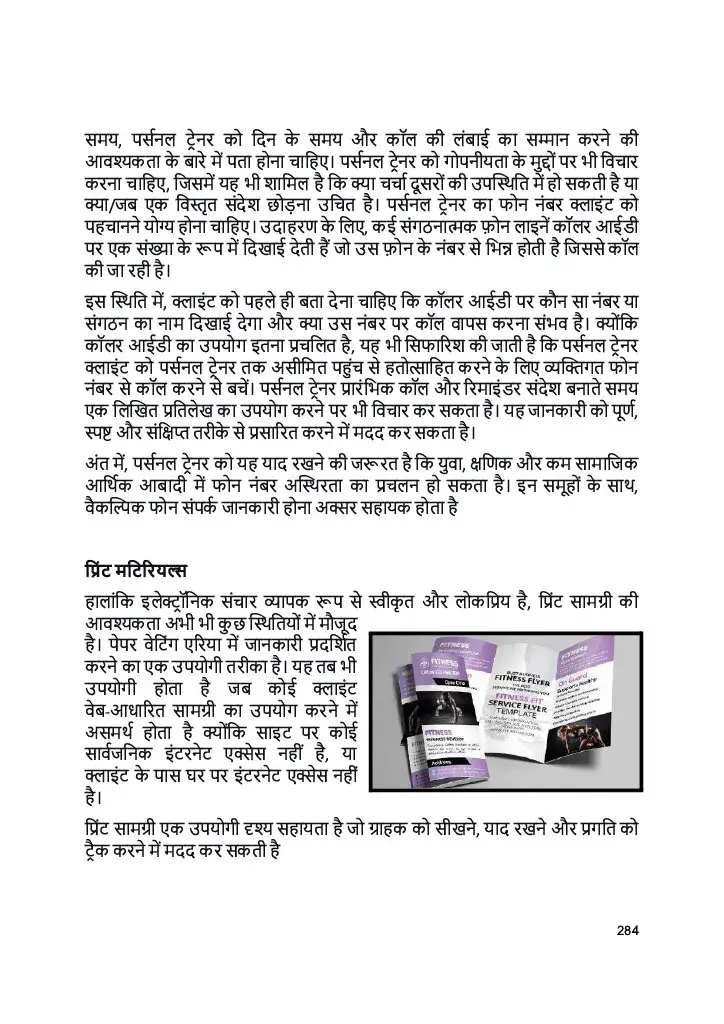 समय, पर्सनल ट्रेनर को दिन के समय और कॉल की लंबाई का सम्मान करने की
आवश्यकता के बारे में पता होना चाहिए। पर्सनल ट्रेनर को गोपनीयता के मुद्दों पर भी विचार
करना चाहिए, जिसमें यह भी शामिल है कि क्या चर्चा दूसरों की उपस्थिति में हो सकती है या
क्या/जब एक विस्तृत संदेश छोड़ना उचित है। पर्सनल ट्रेनर का फोन नंबर क्लाइंट को
पहचानने योग्य होना चाहिए। उदाहरण के लिए, कई संगठनात्मक फ़ोन लाइनें कॉलर आईडी
पर एक संख्या के रूप में दिखाई देती हैं जो उस फ़ोन के नंबर से भिन्न होती है जिससे कॉल
की जा रही है।
इस स्थिति में, क्लाइंट को पहले ही बता देना चाहिए कि कॉलर आईडी पर कौन सा नंबर या
संगठन का नाम दिखाई देगा और क्या उस नंबर पर कॉल वापस करना संभव है। क्योंकि
कॉलर आईडी का उपयोग इतना प्रचलित है, यह भी सिफारिश की जाती है कि पर्सनल ट्रेनर
क्लाइंट को पर्सनल ट्रेनर तक असीमित पहुंच से हतोत्साहित करने के लिए व्यक्तिगत फोन
नंबर से कॉल करने से बचें। पर्सनल ट्रेनर प्रारंभिक कॉल और रिमाइंडर संदेश बनाते समय
एक लिखित प्रतिलेख का उपयोग करने पर भी विचार कर सकता है। यह जानकारी को पूर्ण,
स्पष्ट और संक्षिप्त तरीके से प्रसारित करने में मदद कर सकता है।
अंत में, पर्सनल ट्रेनर को यह याद रखने की जरूरत है कि युवा, क्षणिक और कम सामाजिक
आर्थिक आबादी में फोन नंबर अस्थिरता का प्रचलन हो सकता है। इन समूहों के साथ,
वैकल्पिक फोन संपर्क जानकारी होना अक्सर सहायक होता है
प्रिंट मटिरियल्स
हालांकि इलेक्ट्रॉनिक संचार व्यापक रूप से स्वीकृत और लोकप्रिय है, प्रिंट सामग्री की
आवश्यकता अभी भी कुछ स्थितियों में मौजूद
है। पेपर वेटिंग एरिया में जानकारी प्रदर्शित
करने का एक उपयोगी तरीका है। यह तब भी
उपयोगी होता है जब कोई क्लाइंट
वेब-आधारित सामग्री का उपयोग करने में
असमर्थ होता है क्योंकि साइट पर कोई
सार्वजनिक इंटरनेट एक्सेस नहीं है, या
क्लाइंट के पास घर पर इंटरनेट एक्सेस नहीं
है।
FITNESS
FITNESS
FITNESS
Address
FITNESS FLYER
FITNESS FIT
SERVICE FLYER
TEMPLATE
On Guard
Supports Healthy
प्रिंट सामग्री एक उपयोगी दृश्य सहायता है जो ग्राहक को सीखने, याद रखने और प्रगति को
ट्रैक करने में मदद कर सकती है
284